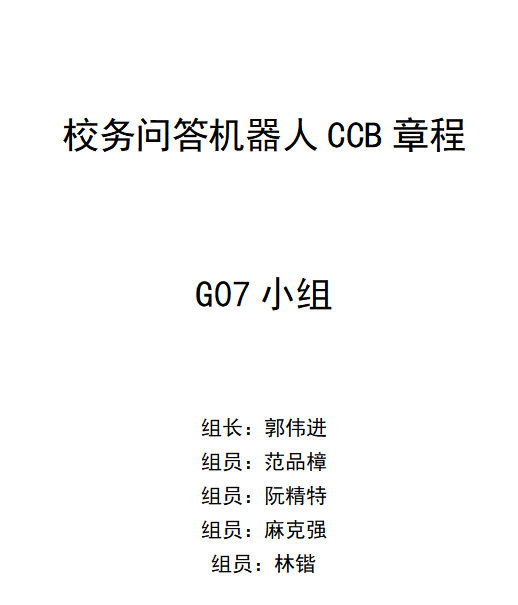 校务问答机器人 CCB 章程
G07 小组
组长：郭伟进
组员：范品樟
组员：阮精特
组员：麻克强
组员：林锴